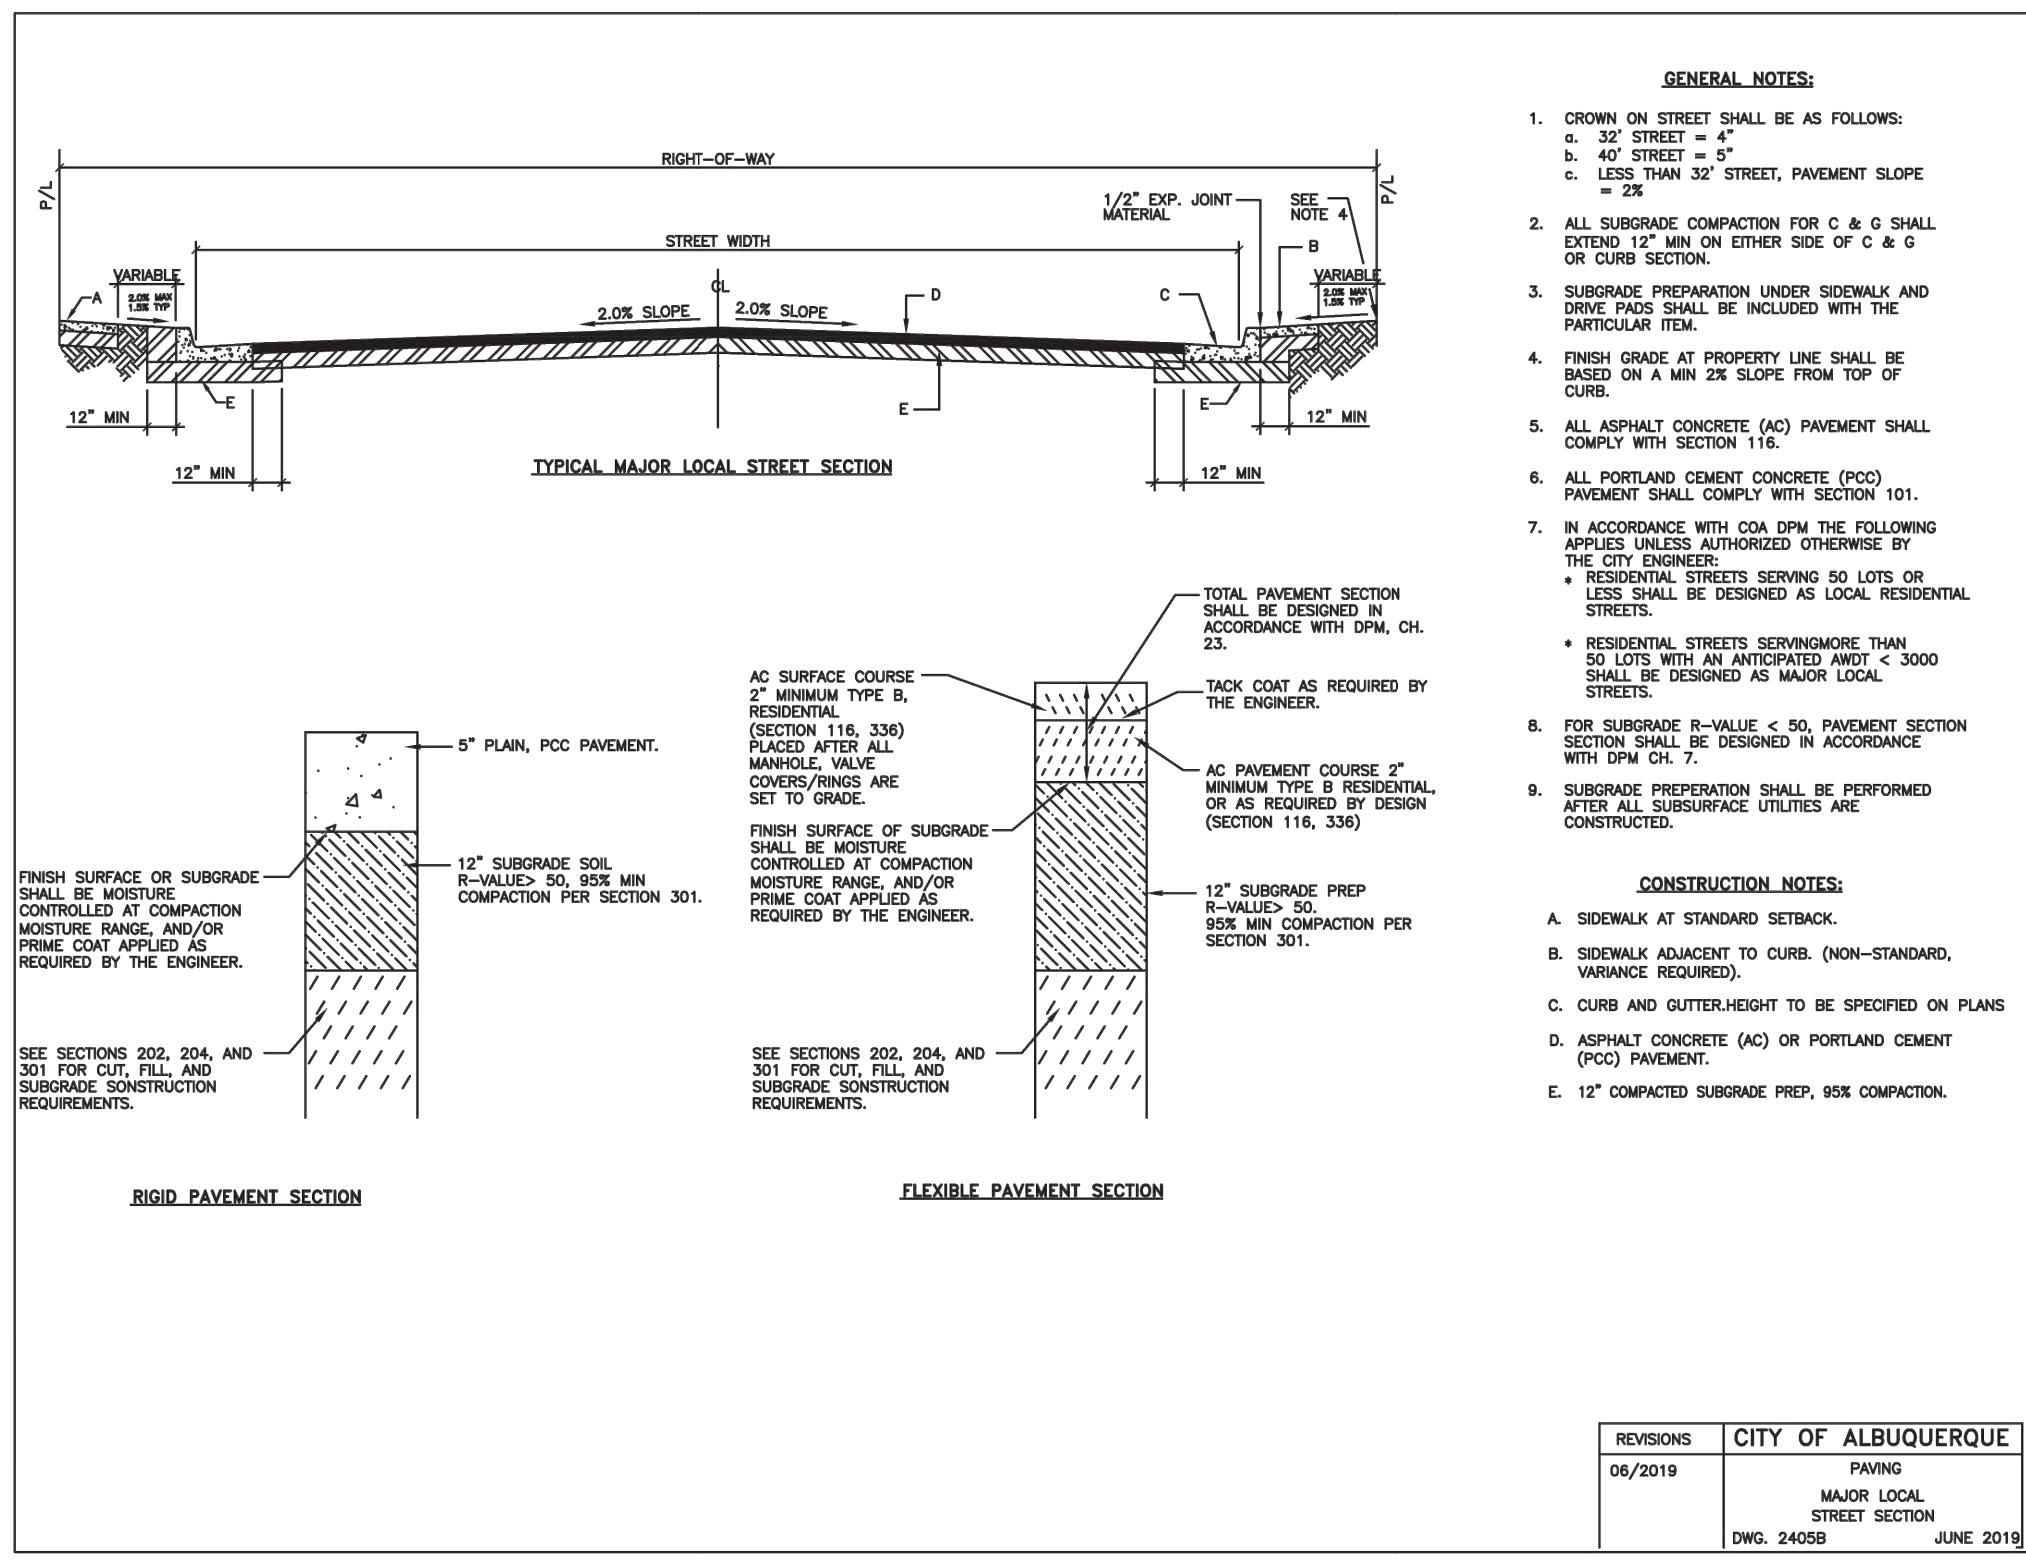 RIGHT-OF-WAY
P/L
P/L
1/2" EXP. JOINT
MATERIAL
SEE
NOTE 4
STREET WIDTH
B
VARIABLE
VARIABLE
A
2.0% MAX
1.5% TYP
CL
D
C
2.0% MAX
1.5% TYP
2.0% SLOPE
2.0% SLOPE
E
E
E
12" MIN
12" MIN
12" MIN
12" MIN
TYPICAL MAJOR LOCAL STREET SECTION
5" PLAIN, PCC PAVEMENT.
12" SUBGRADE SOIL
R-VALUE> 50, 95% MIN
COMPACTION PER SECTION 301.
FINISH SURFACE OR SUBGRADE
SHALL BE MOISTURE
CONTROLLED AT COMPACTION
MOISTURE RANGE, AND/OR
PRIME COAT APPLIED AS
REQUIRED BY THE ENGINEER.
SEE SECTIONS 202, 204, AND
301 FOR CUT, FILL, AND
SUBGRADE SONSTRUCTION
REQUIREMENTS.
RIGID PAVEMENT SECTION
TOTAL PAVEMENT SECTION
SHALL BE DESIGNED IN
ACCORDANCE WITH DPM, CH.
23.
AC SURFACE COURSE
2" MINIMUM TYPE B,
RESIDENTIAL
(SECTION 116, 336)
PLACED AFTER ALL
MANHOLE, VALVE
COVERS/RINGS ARE
SET TO GRADE.
TACK COAT AS REQUIRED BY
THE ENGINEER.
AC PAVEMENT COURSE 2"
MINIMUM TYPE B RESIDENTIAL,
OR AS REQUIRED BY DESIGN
(SECTION 116, 336)
FINISH SURFACE OF SUBGRADE
SHALL BE MOISTURE
CONTROLLED AT COMPACTION
MOISTURE RANGE, AND/OR
PRIME COAT APPLIED AS
REQUIRED BY THE ENGINEER.
12" SUBGRADE PREP
R-VALUE> 50.
95% MIN COMPACTION PER
SECTION 301.
SEE SECTIONS 202, 204, AND
301 FOR CUT, FILL, AND
SUBGRADE SONSTRUCTION
REQUIREMENTS.
FLEXIBLE PAVEMENT SECTION
GENERAL NOTES:
1. CROWN ON STREET SHALL BE AS FOLLOWS:
a. 32' STREET = 4"
b. 40' STREET = 5"
c. LESS THAN 32' STREET, PAVEMENT SLOPE
= 2%
2. ALL SUBGRADE COMPACTION FOR C & G SHALL
EXTEND 12" MIN ON EITHER SIDE OF C & G
OR CURB SECTION.
3. SUBGRADE PREPARATION UNDER SIDEWALK AND
DRIVE PADS SHALL BE INCLUDED WITH THE
PARTICULAR ITEM.
4. FINISH GRADE AT PROPERTY LINE SHALL BE
BASED ON A MIN 2% SLOPE FROM TOP OF
CURB.
5. ALL ASPHALT CONCRETE (AC) PAVEMENT SHALL
COMPLY WITH SECTION 116.
6. ALL PORTLAND CEMENT CONCRETE (PCC)
PAVEMENT SHALL COMPLY WITH SECTION 101.
7. IN ACCORDANCE WITH COA DPM THE FOLLOWING
APPLIES UNLESS AUTHORIZED OTHERWISE BY
THE CITY ENGINEER:
* RESIDENTIAL STREETS SERVING 50 LOTS OR
LESS SHALL BE DESIGNED AS LOCAL RESIDENTIAL
STREETS.
* RESIDENTIAL STREETS SERVINGMORE THAN
50 LOTS WITH AN ANTICIPATED AWDT < 3000
SHALL BE DESIGNED AS MAJOR LOCAL
STREETS.
8. FOR SUBGRADE R-VALUE < 50, PAVEMENT SECTION
SECTION SHALL BE DESIGNED IN ACCORDANCE
WITH DPM CH. 7.
9. SUBGRADE PREPERATION SHALL BE PERFORMED
AFTER ALL SUBSURFACE UTILITIES ARE
CONSTRUCTED.
CONSTRUCTION NOTES:
A. SIDEWALK AT STANDARD SETBACK.
B. SIDEWALK ADJACENT TO CURB. (NON-STANDARD,
VARIANCE REQUIRED).
C. CURB AND GUTTER.HEIGHT TO BE SPECIFIED ON PLANS
D. ASPHALT CONCRETE (AC) OR PORTLAND CEMENT
(PCC) PAVEMENT.
E. 12" COMPACTED SUBGRADE PREP, 95% COMPACTION.
REVISIONS
06/2019
CITY OF ALBUQUERQUE
PAVING
MAJOR LOCAL
STREET SECTION
DWG. 2405B JUNE 2019